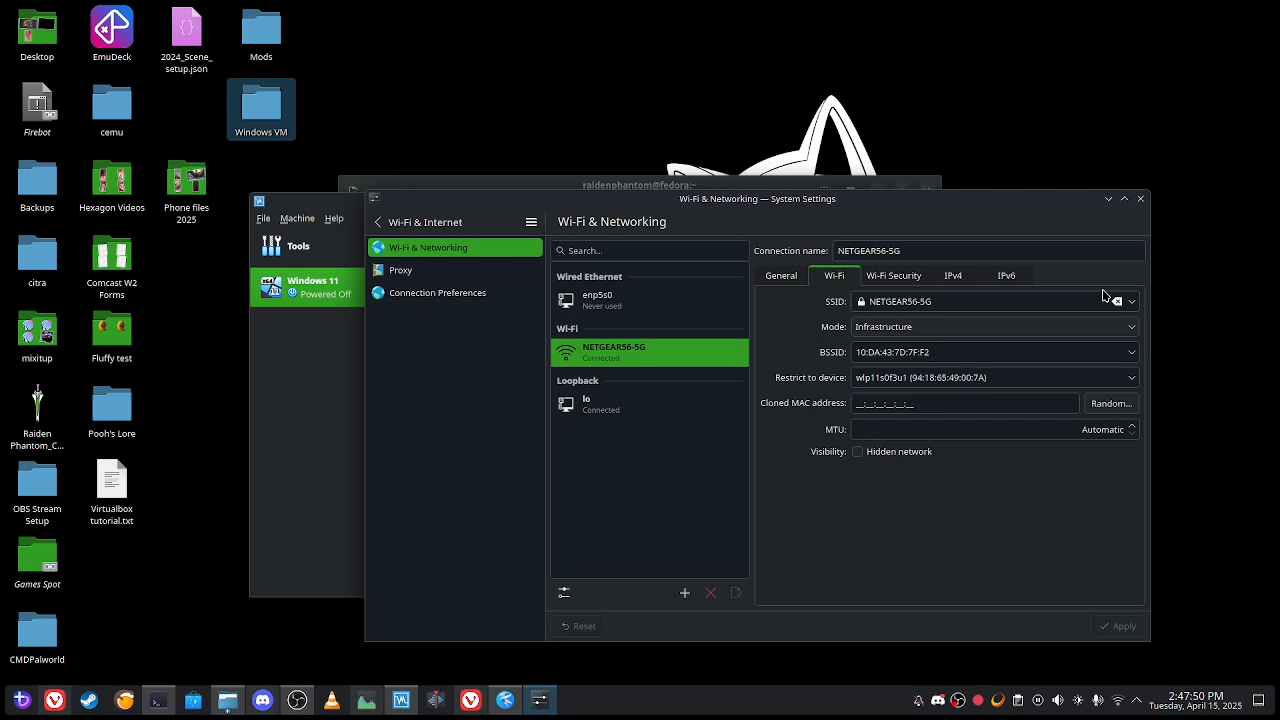 Desktop
EmuDeck
2024_Scene_
setup.json
Mods
Firebot
cemu
Windows VM
Backups
Hexagon Videos
Phone files
2025
citra
Comcast W2
Forms
mixitup
Fluffy test
Raiden
Phantom_C...
Pooh's Lore
OBS Stream
Setup
Virtualbox
tutorial.txt
Games Spot
CMDPalworld
raidenphantom@fedora:~
File Machine Help
Tools
Windows 11
Powered Off
Wi-Fi & Networking — System Settings
Wi-Fi & Internet
Wi-Fi & Networking
Wi-Fi & Networking
Proxy
Connection Preferences
Search...
Wired Ethernet
enp5s0
Never used
Wi-Fi
NETGEAR56-5G
Connected
Loopback
lo
Connected
Connection name: NETGEAR56-5G
General Wi-Fi Wi-Fi Security IPv4 IPv6
SSID: NETGEAR56-5G
Mode: Infrastructure
BSSID: 10:DA:43:7D:7F:F2
Restrict to device: wlp11s0f3u1 (94:18:65:49:00:7A)
Cloned MAC address: __:__:__:__:__:__ Random...
MTU: Automatic
Visibility: Hidden network
Reset
Apply
2:47:50 PM
Tuesday, April 15, 2025